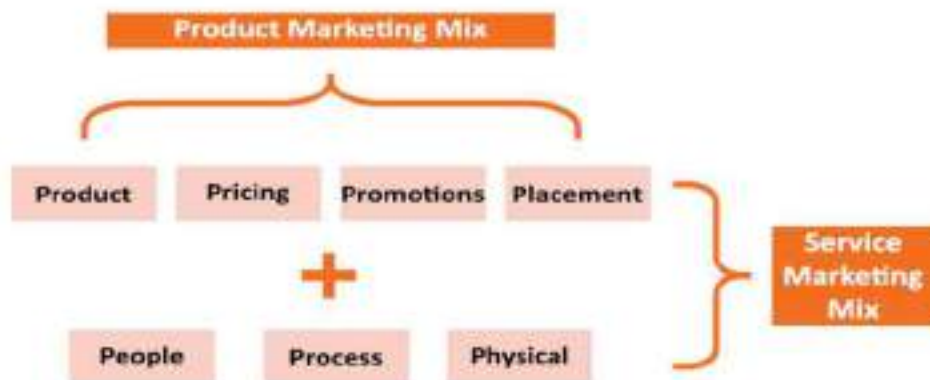 Product Marketing Mix
Product
Pricing
Promotions
Placement
Service
Marketing
Mix
People
Process
Physical